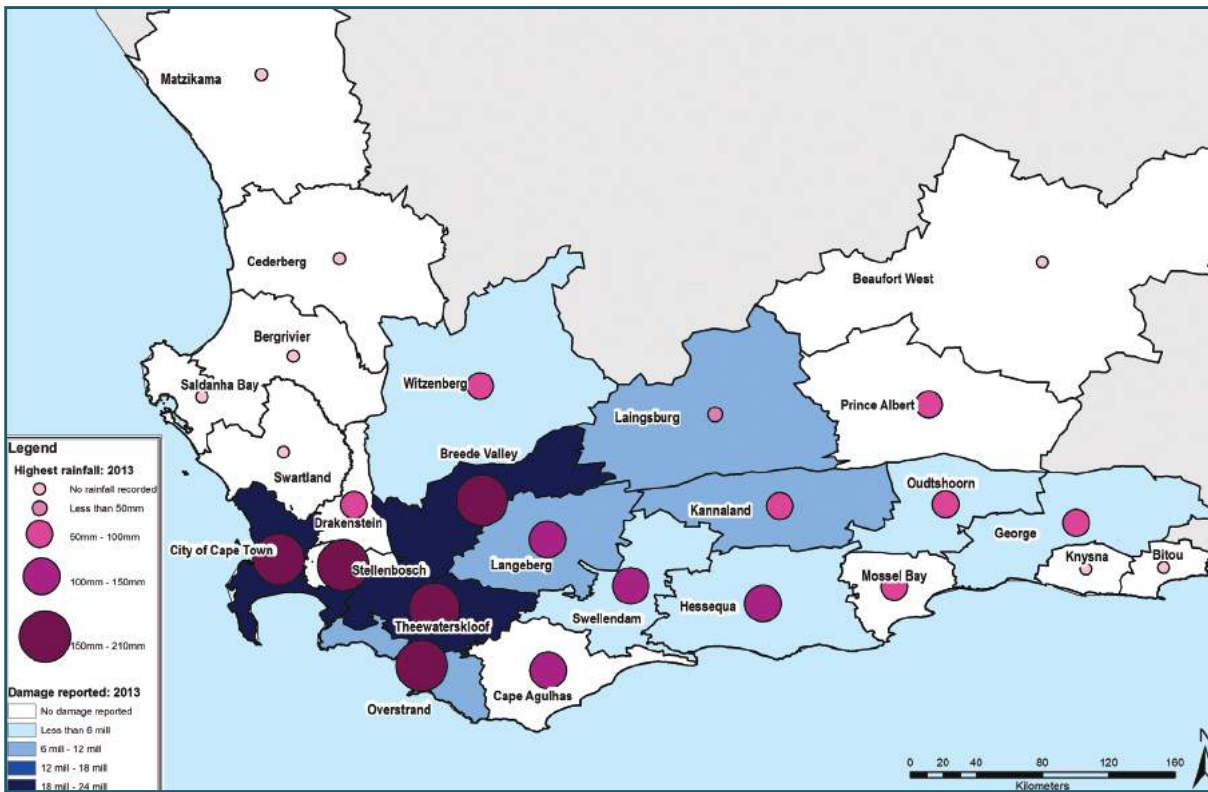 Matzikama
Cederberg
Beaufort West
Bergrivier
Saldanha Bay
Witzenberg
Laingsburg
Prince Albert
Breede Valley
Swartland
Oudtshoorn
Kannaland
Drakenstein
George
City of Cape Town
Stellenbosch
Langeberg
Knysna
Bitou
Mossel Bay
Hessequa
Theewaterskloof
Swellendam
Cape Agulhas
Overstrand
Legend
Highest rainfall: 2013
No rainfall recorded
Less than 50mm
50mm - 100mm
100mm - 150mm
150mm - 210mm
Damage reported: 2013
No damage reported
Less than 6 mill
6 mill - 12 mill
12 mill - 18 mill
18 mill - 24 mill
N
0 20 40 80 120 160
Kilometers